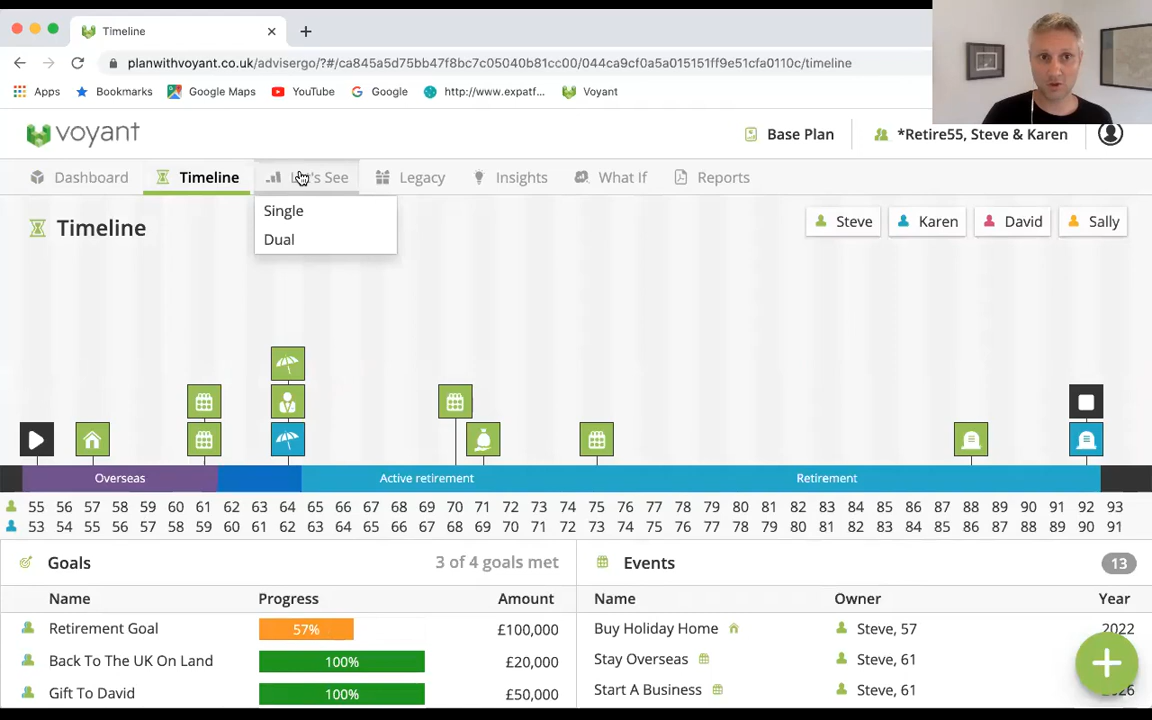 Timeline
planwithvoyant.co.uk/advisergo/?#/ca845a5d75bb47f8bc7c05040b81cc00/044ca9cf0a5a015151ff9e51cfa0110c/timeline
Apps Bookmarks Google Maps YouTube Google http://www.expatf... Voyant
voyant Base Plan *Retire55, Steve & Karen
Dashboard Timeline Let's See Legacy Insights What If Reports
Single
Dual
Timeline Steve Karen David Sally
Overseas Active retirement Retirement
55 56 57 58 59 60 61 62 63 64 65 66 67 68 69 70 71 72 73 74 75 76 77 78 79 80 81 82 83 84 85 86 87 88 89 90 91 92 93
53 54 55 56 57 58 59 60 61 62 63 64 65 66 67 68 69 70 71 72 73 74 75 76 77 78 79 80 81 82 83 84 85 86 87 88 89 90 91
Goals 3 of 4 goals met
Name Progress Amount
Retirement Goal 57% £100,000
Back To The UK On Land 100% £20,000
Gift To David 100% £50,000
Events 13
Name Owner Year
Buy Holiday Home Steve, 57 2022
Stay Overseas Steve, 61
Start A Business Steve, 61